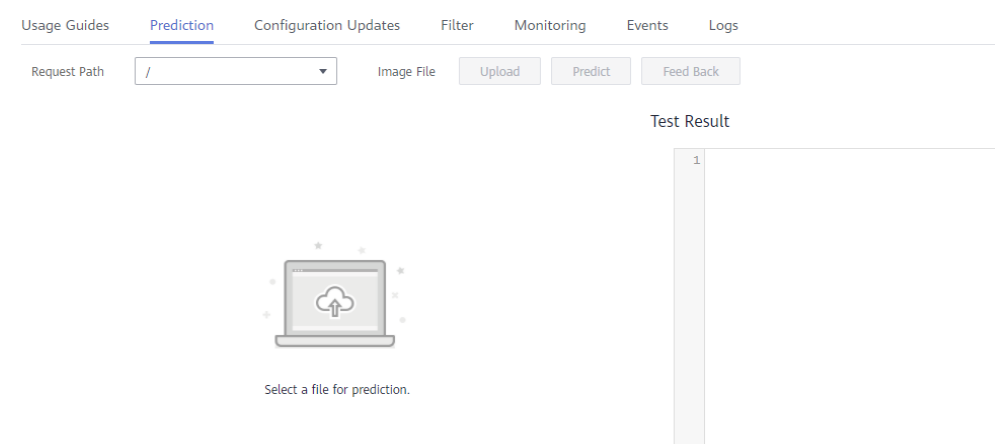 Usage Guides Prediction Configuration Updates Filter Monitoring Events Logs
Request Path / Image File Upload Predict Feed Back
Test Result
1
Select a file for prediction.